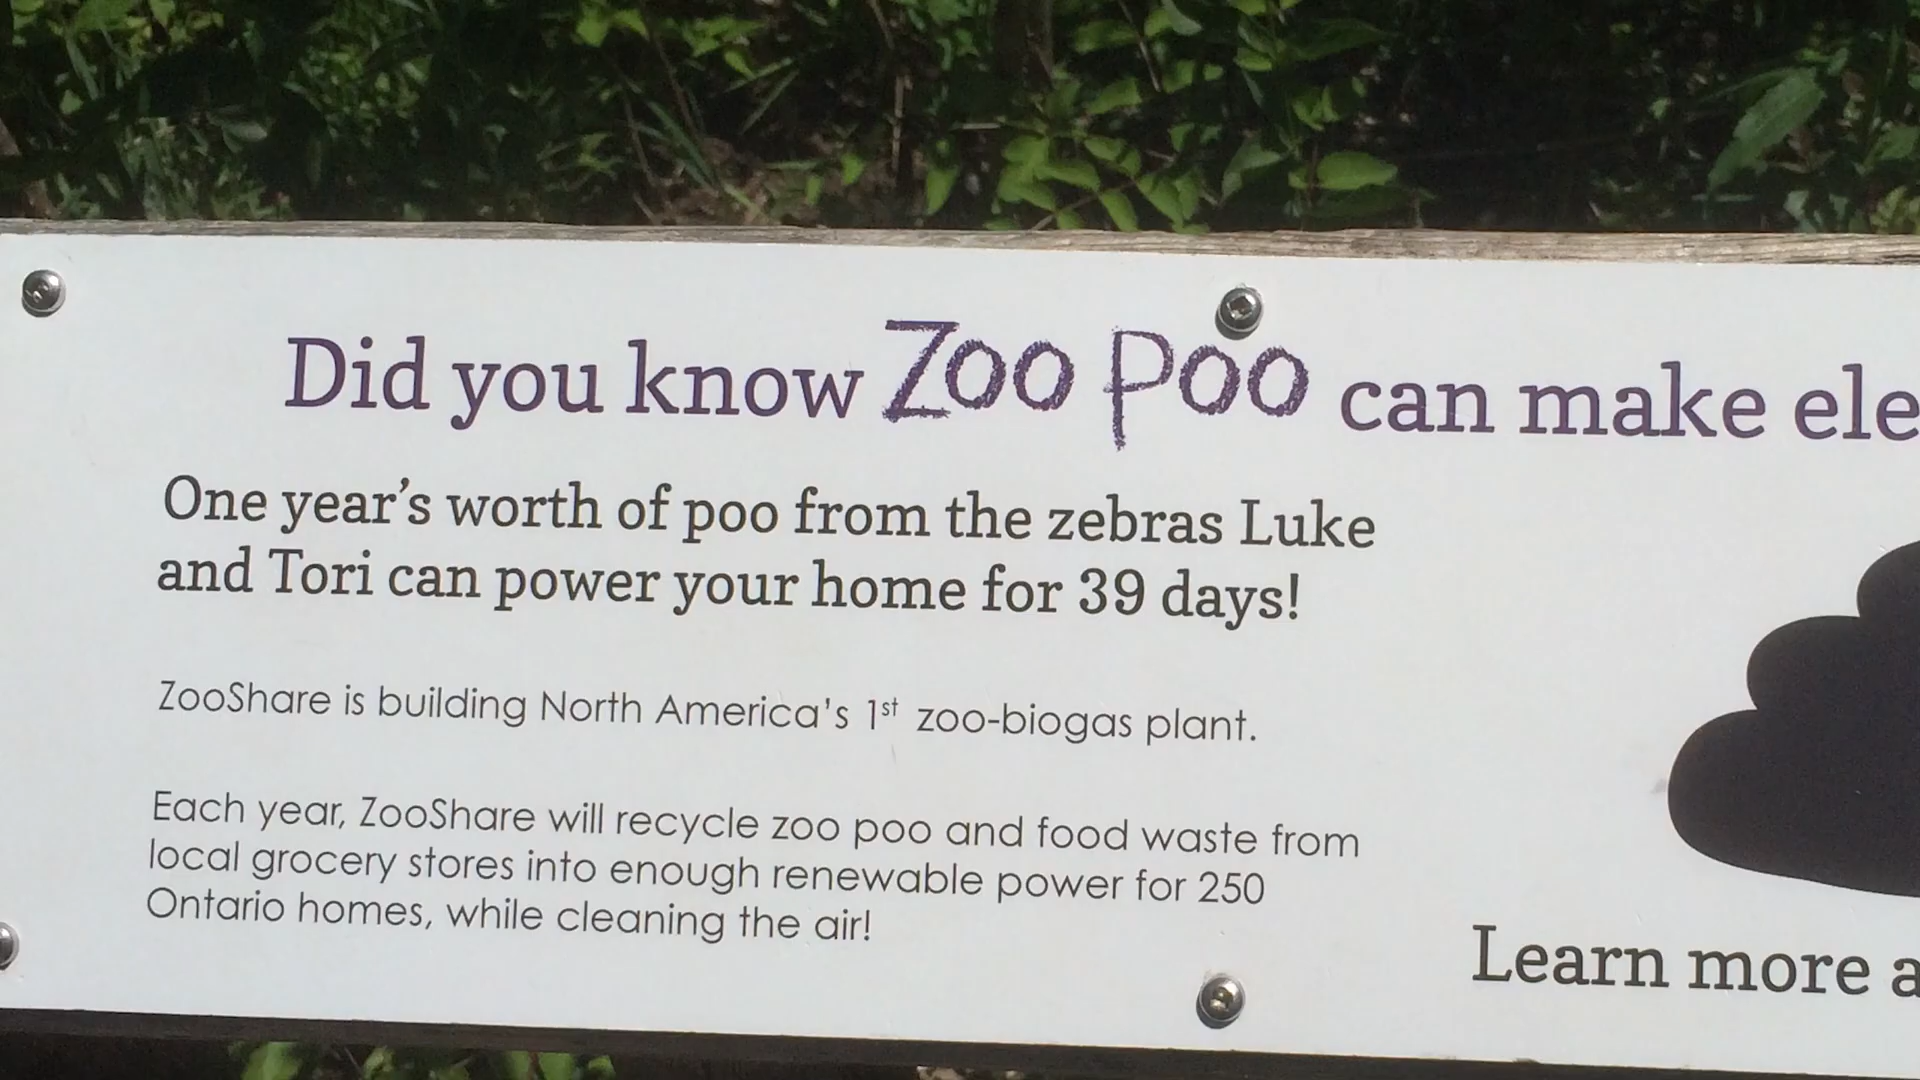 Did you know Zoo Poo can make ele
One year's worth of poo from the zebras Luke
and Tori can power your home for 39 days!
ZooShare is building North America's 1st zoo-biogas plant.
Each year, ZooShare will recycle zoo poo and food waste from
local grocery stores into enough renewable power for 250
Ontario homes, while cleaning the air!
Learn more a